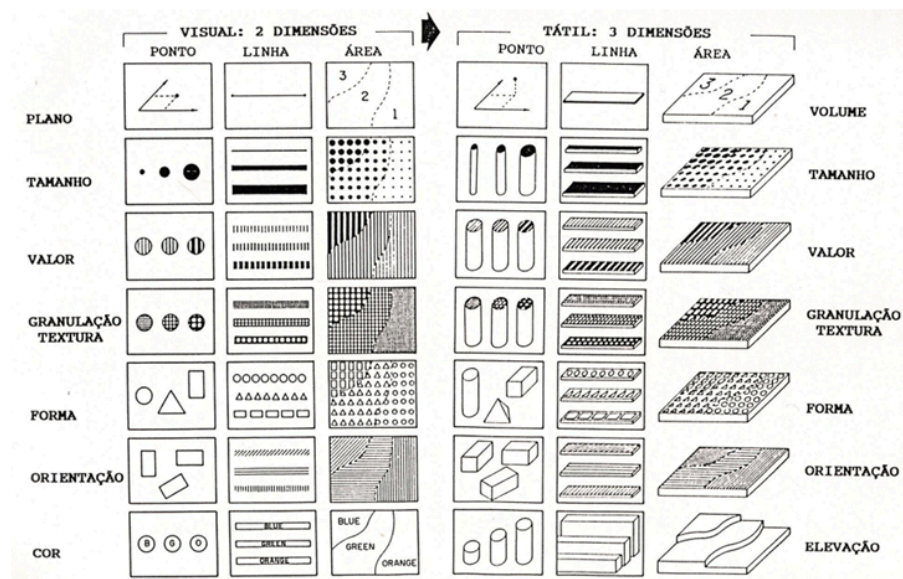 VISUAL: 2 DIMENSÕES
TÁTIL: 3 DIMENSÕES
PONTO LINHA ÁREA
PONTO LINHA ÁREA
PLANO
3
2
1
3
2
1
VOLUME
TAMANHO
TAMANHO
VALOR
VALOR
GRANULAÇÃO
TEXTURA
GRANULAÇÃO
TEXTURA
FORMA
FORMA
ORIENTAÇÃO
ORIENTAÇÃO
COR
B G O
BLUE
GREEN
ORANGE
BLUE
GREEN
ORANGE
ELEVAÇÃO